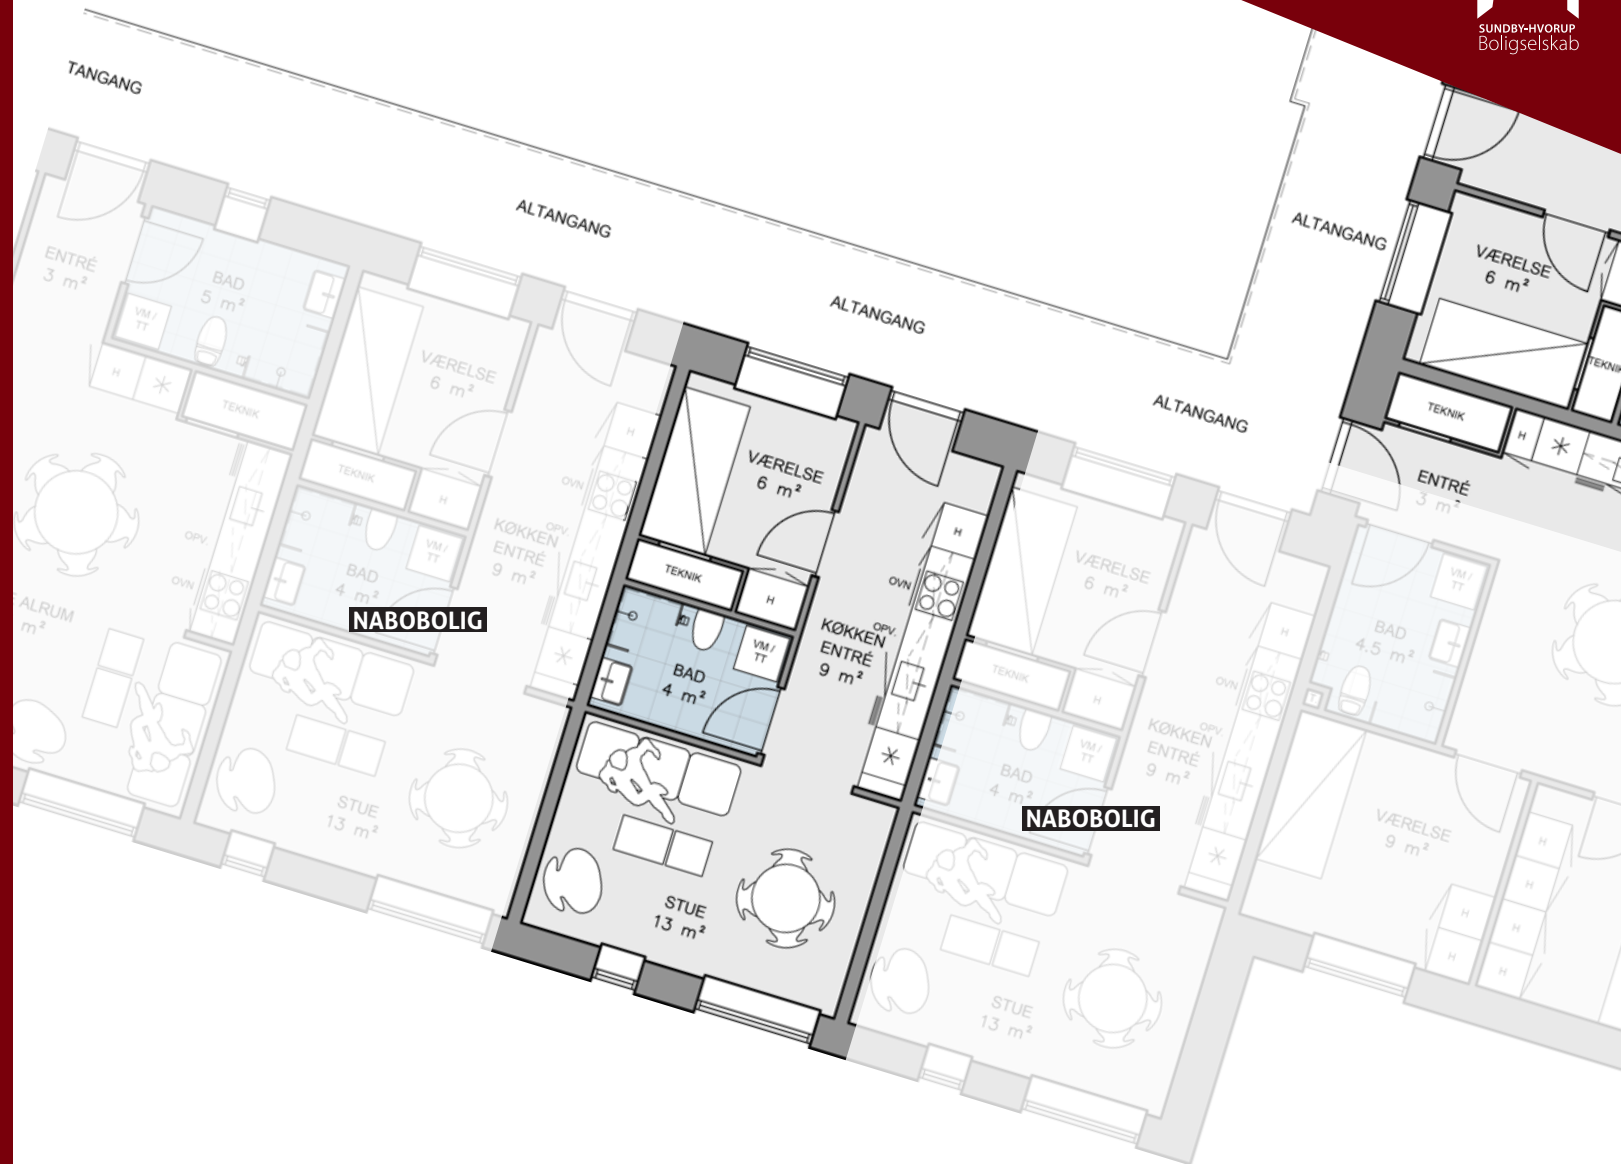 SUNDBY-HVORUP
Boligselskab
TANGANG
ALTANGANG
ALTANGANG
ALTANGANG
ALTANGANG
VÆRELSE
6 m²
TEKNIK
TEKNIK
H
ENTRÉ
3 m²
ENTRÉ
3 m²
BAD
5 m²
VM /
TT
H
TEKNIK
VÆRELSE
6 m²
TEKNIK
H
H
OVN
OPV.
KØKKEN
ENTRÉ
9 m²
BAD
4 m²
VM /
TT
NABOBOLIG
OPV.
OVN
ALRUM
m²
STUE
13 m²
VÆRELSE
6 m²
TEKNIK
H
H
OVN
OPV.
KØKKEN
ENTRÉ
9 m²
BAD
4 m²
VM /
TT
STUE
13 m²
VÆRELSE
6 m²
TEKNIK
H
H
OVN
OPV.
KØKKEN
ENTRÉ
9 m²
BAD
4 m²
VM /
TT
NABOBOLIG
STUE
13 m²
BAD
4.5 m²
VM /
TT
VÆRELSE
9 m²
H
H
H
H
H
H